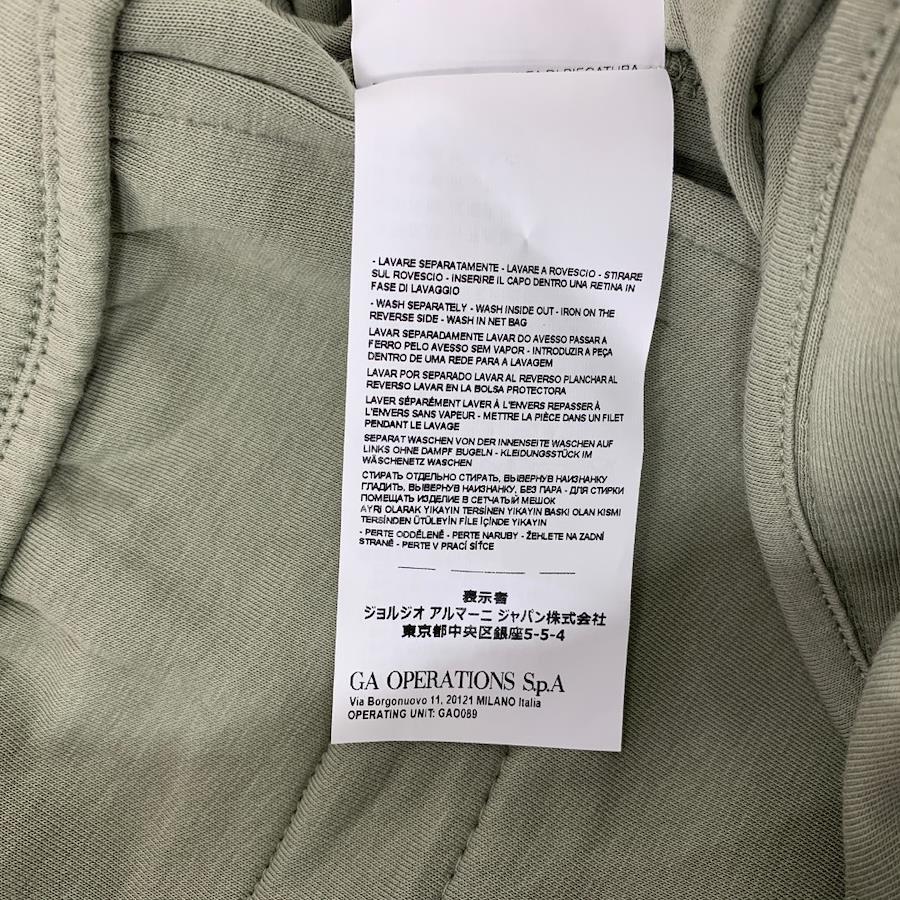 DI PIEGATURA
- LAVARE SEPARATAMENTE - LAVARE A ROVESCIO - STIRARE
SUL ROVESCIO - INSERIRE IL CAPO DENTRO UNA RETINA IN
FASE DI LAVAGGIO
- WASH SEPARATELY - WASH INSIDE OUT - IRON ON THE
REVERSE SIDE - WASH IN NET BAG
LAVAR SEPARADAMENTE LAVAR DO AVESSO PASSAR A
FERRO PELO AVESSO SEM VAPOR - INTRODUZIR A PEÇA
DENTRO DE UMA REDE PARA A LAVAGEM
LAVAR POR SEPARADO LAVAR AL REVERSO PLANCHAR AL
REVERSO LAVAR EN LA BOLSA PROTECTORA
LAVER SÉPARÉMENT LAVER À L'ENVERS REPASSER À
L'ENVERS SANS VAPEUR - METTRE LA PIÈCE DANS UN FILET
PENDANT LE LAVAGE
SEPARAT WASCHEN VON DER INNENSEITE WASCHEN AUF
LINKS OHNE DAMPF BUGELN - KLEIDUNGSSTÜCK IM
WÄSCHENETZ WASCHEN
СТИРАТЬ ОТДЕЛЬНО СТИРАТЬ, ВЫВЕРНУВ НАИЗНАНКУ
ГЛАДИТЬ, ВЫВЕРНУВ НАИЗНАНКУ, БЕЗ ПАРА - ДЛЯ СТИРКИ
ПОМЕЩАТЬ ИЗДЕЛИЕ В СЕТЧАТЫЙ МЕШОК
AYRI OLARAK YIKAYIN TERSİNEN YIKAYIN BASKI OLAN KISMI
TERSİNDEN ÜTÜLEYİN FİLE İÇİNDE YIKAYIN
- PERTE ODDĚLENĚ - PERTE NARUBY - ŽEHLETE NA ZADNÍ
STRANĚ - PERTE V PRACÍ SÍŤCE
表示者
ジョルジオ アルマーニ ジャパン株式会社
東京都中央区銀座5-5-4
GA OPERATIONS S.p.A
Via Borgonuovo 11, 20121 MILANO Italia
OPERATING UNIT: GAO089